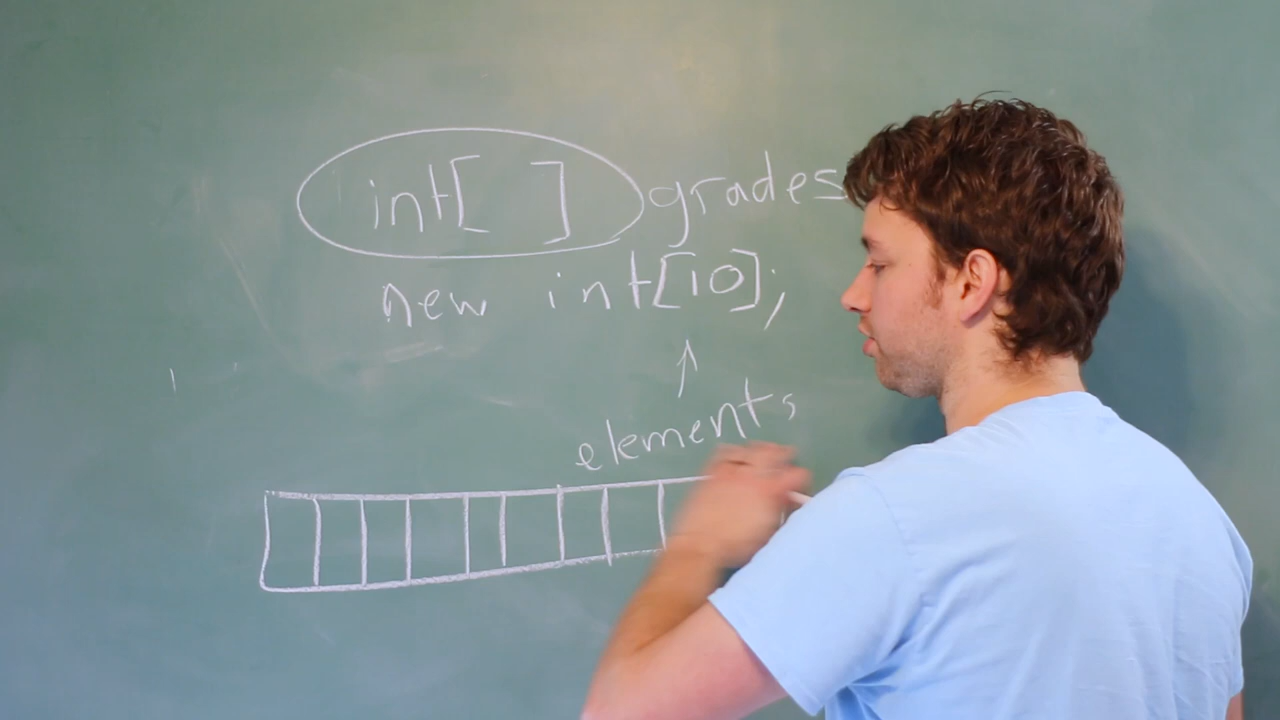 int[ ] grades
new int[10];
elements